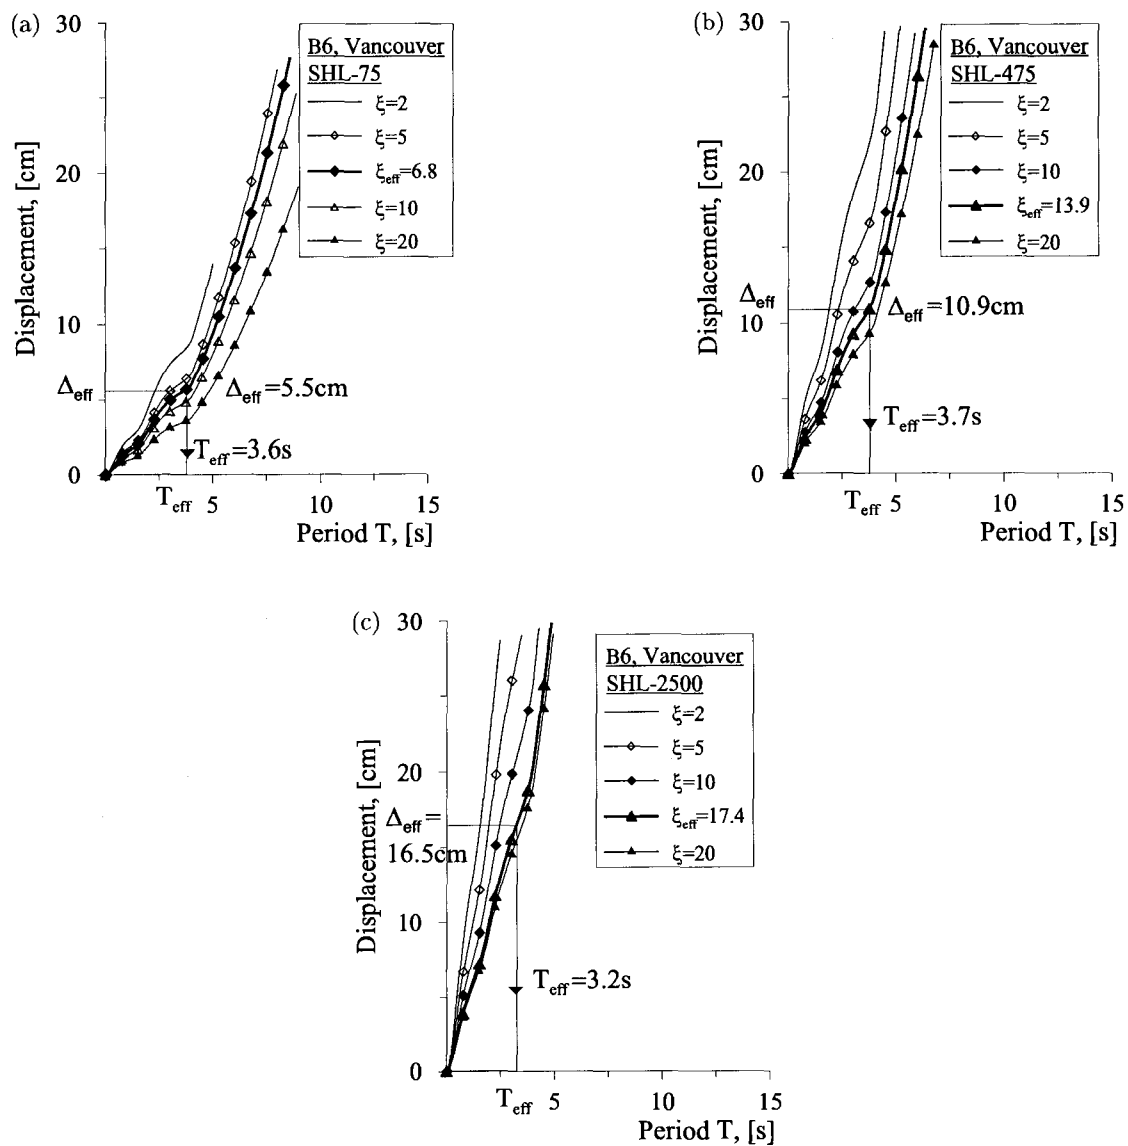 (a)
30
20
10
0
Displacement, [cm]
B6, Vancouver
SHL-75
ξ=2
ξ=5
ξeff=6.8
ξ=10
ξ=20
Δeff
Δeff=5.5cm
Teff=3.6s
Teff
5
10
15
Period T, [s]
(b)
30
20
10
0
Displacement, [cm]
B6, Vancouver
SHL-475
ξ=2
ξ=5
ξ=10
ξeff=13.9
ξ=20
Δeff
Δeff=10.9cm
Teff=3.7s
Teff
5
10
15
Period T, [s]
(c)
30
20
10
0
Displacement, [cm]
B6, Vancouver
SHL-2500
ξ=2
ξ=5
ξ=10
ξeff=17.4
ξ=20
Δeff=
16.5cm
Teff=3.2s
Teff
5
10
15
Period T, [s]